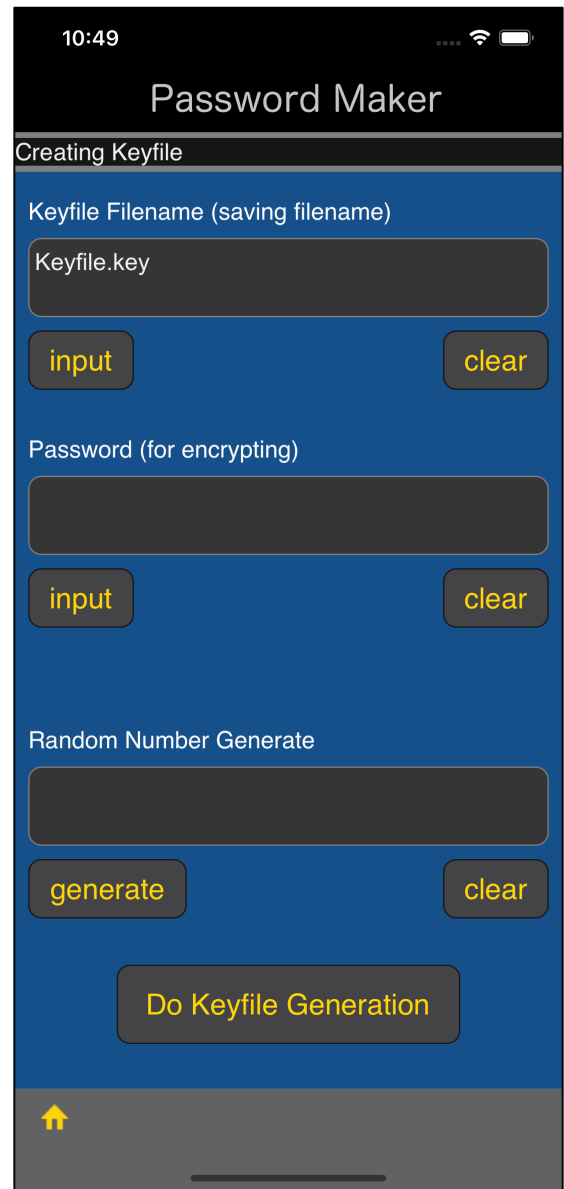 10:49
Password Maker
Creating Keyfile
Keyfile Filename (saving filename)
Keyfile.key
input clear
Password (for encrypting)
input clear
Random Number Generate
generate clear
Do Keyfile Generation